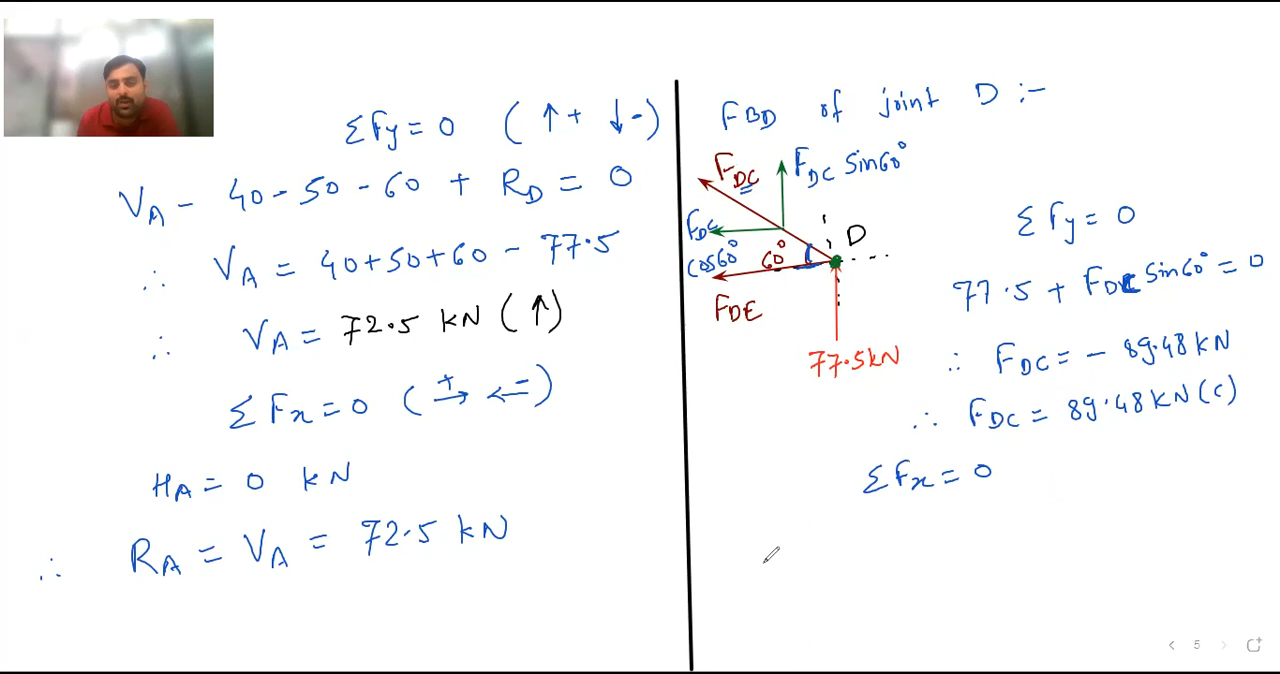 ΣFy = 0 ( ↑ + ↓ - )
VA - 40 - 50 - 60 + RD = 0
∴ VA = 40 + 50 + 60 - 77.5
∴ VA = 72.5 kN ( ↑ )
ΣFx = 0 ( + → ← - )
HA = 0 kN
∴ RA = VA = 72.5 kN
FBD of joint D :-
FDC
FDC Sin60°
FDC
cos60°
60°
D
FDE
77.5kN
ΣFy = 0
77.5 + FDC Sin60° = 0
∴ FDC = - 89.48 kN
∴ FDC = 89.48 kN (C)
ΣFx = 0
5